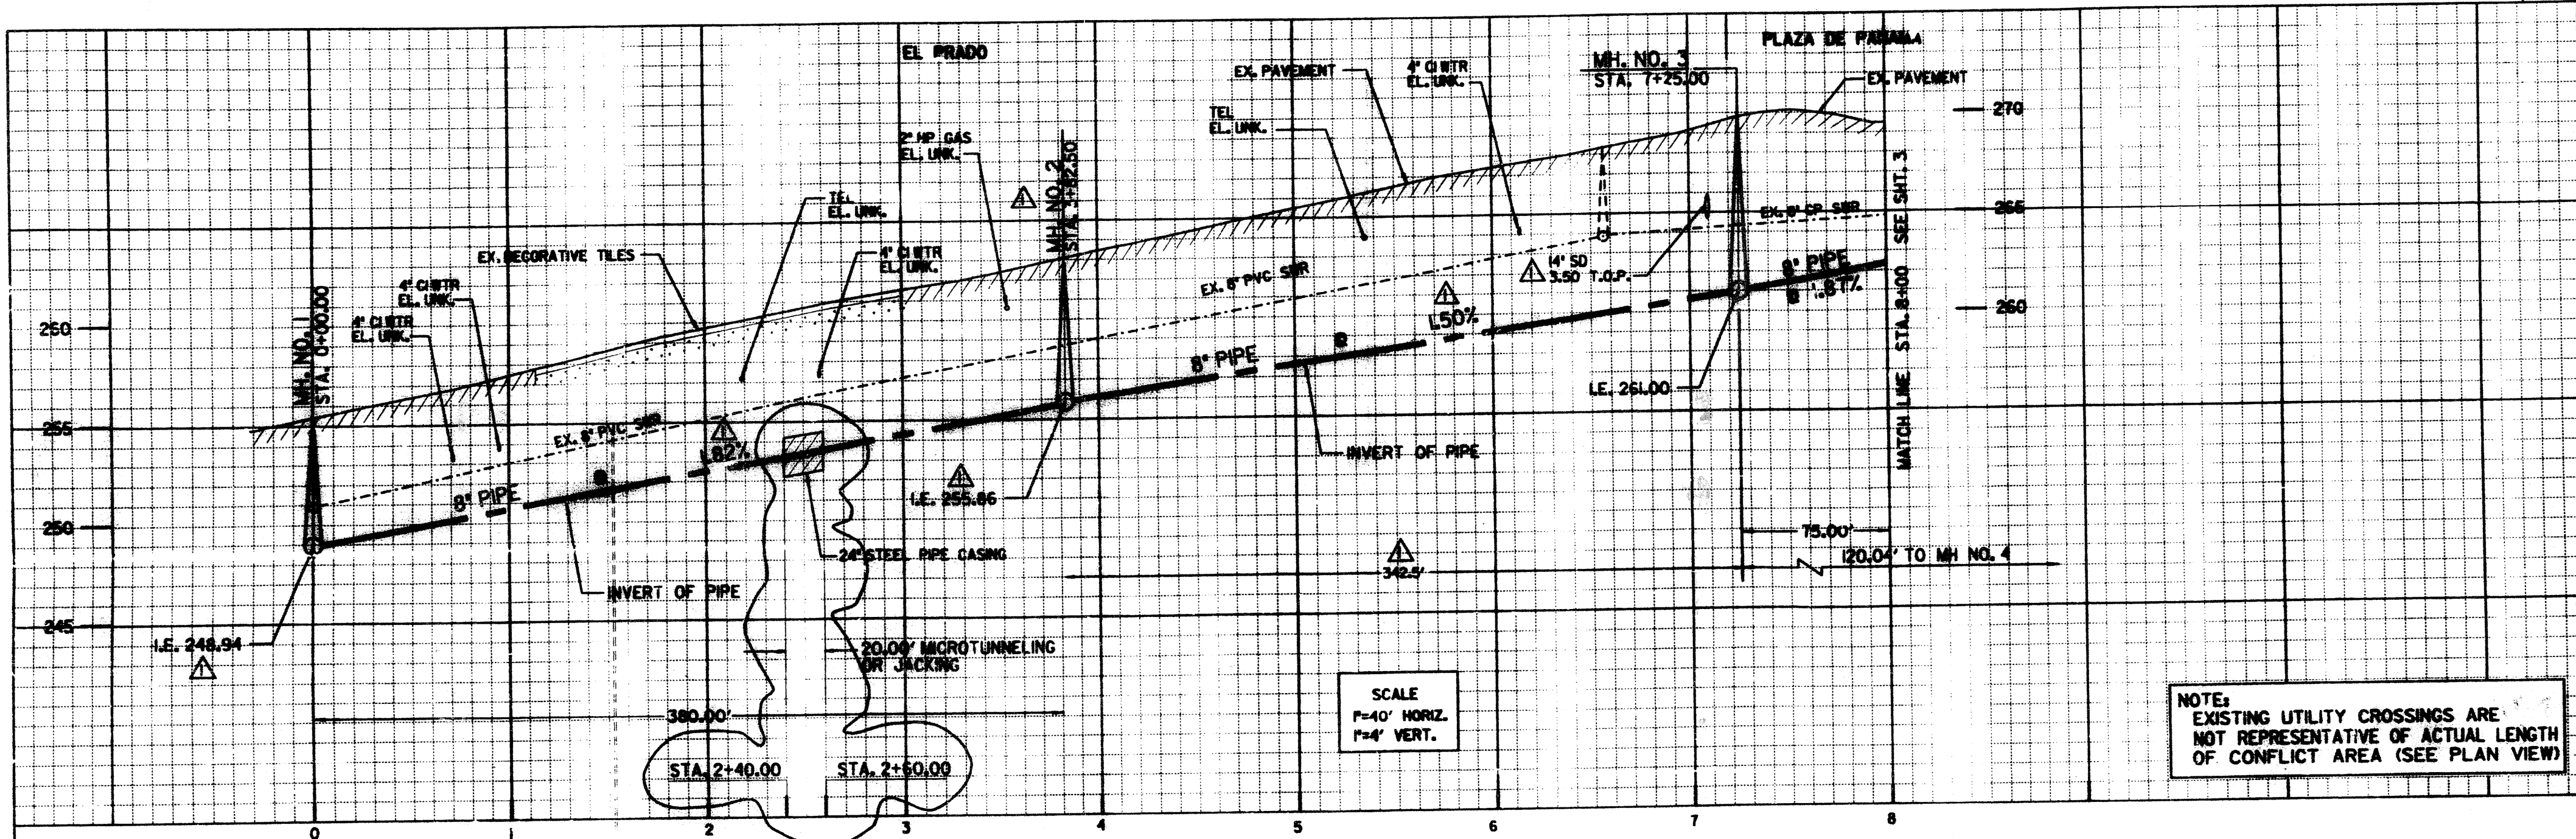 EL PRADO
PLAZA DE PANAMA
EX. PAVEMENT
4" CI WTR
EL. UNK.
MH. NO. 3
STA. 7+25.00
EX. PAVEMENT
270
TEL
EL. UNK.
2" HP GAS
EL. UNK.
MH. NO. 2
STA. 3+82.50
TEL
EL. UNK.
EX. 8" CP SWR
265
MATCH LINE STA. 8+00 SEE SHT. 3
EX. DECORATIVE TILES
4" CI WTR
EL. UNK.
14" SD
3.50 T.O.P.
8" PIPE
1.87%
EX. 8" PVC SWR
4" CI WTR
EL. UNK.
4" CI WTR
EL. UNK.
MH. NO. 1
STA. 0+00.00
260
260
1.50%
8" PIPE
I.E. 261.00
255
EX. 8" PVC SWR
1.82%
INVERT OF PIPE
8" PIPE
I.E. 255.86
250
75.00'
24" STEEL PIPE CASING
120.04' TO MH NO. 4
342.5'
INVERT OF PIPE
245
I.E. 248.94
20.00' MICROTUNNELING
OR JACKING
380.00'
SCALE
1"=40' HORIZ.
1"=4' VERT.
NOTE:
EXISTING UTILITY CROSSINGS ARE
NOT REPRESENTATIVE OF ACTUAL LENGTH
OF CONFLICT AREA (SEE PLAN VIEW)
STA. 2+40.00
STA. 2+60.00
0 1 2 3 4 5 6 7 8